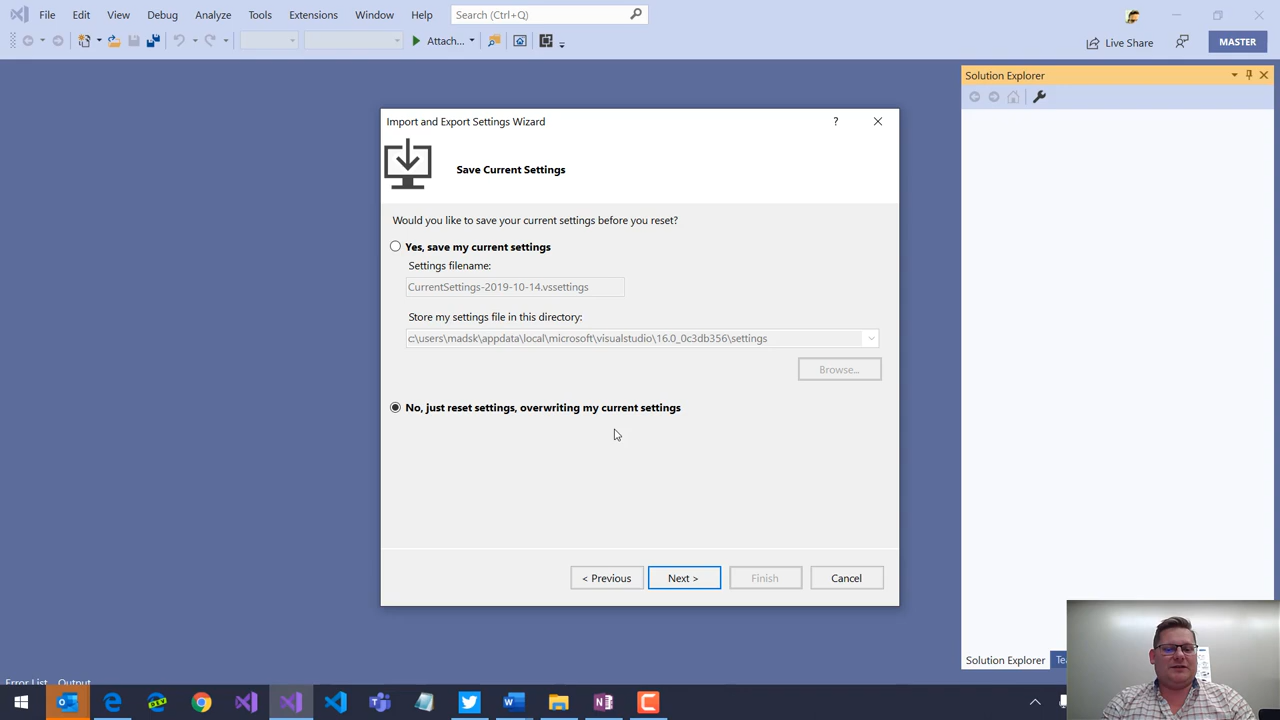 File Edit View Debug Analyze Tools Extensions Window Help Search (Ctrl+Q)
Attach... Live Share MASTER
Solution Explorer
Import and Export Settings Wizard ?
Save Current Settings
Would you like to save your current settings before you reset?
Yes, save my current settings
Settings filename:
CurrentSettings-2019-10-14.vssettings
Store my settings file in this directory:
c\users\madsk\appdata\local\microsoft\visualstudio\16.0_0c3db356\settings
Browse...
No, just reset settings, overwriting my current settings
< Previous Next > Finish Cancel
Solution Explorer Tea
Error List Output